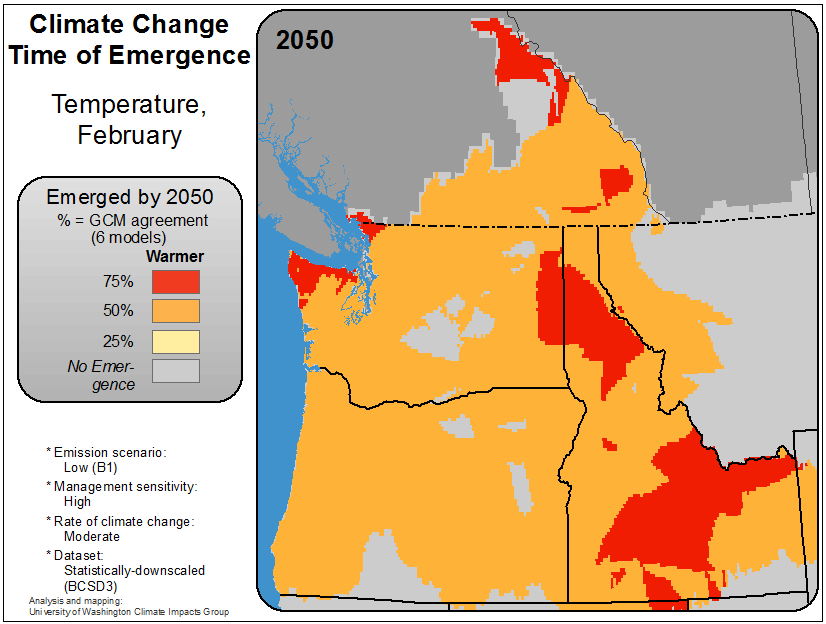 Climate Change
Time of Emergence
Temperature,
February
2050
Emerged by 2050
% = GCM agreement
(6 models)
Warmer
75%
50%
25%
No Emer-
gence
* Emission scenario:
Low (B1)
* Management sensitivity:
High
* Rate of climate change:
Moderate
* Dataset:
Statistically-downscaled
(BCSD3)
Analysis and mapping:
University of Washington Climate Impacts Group